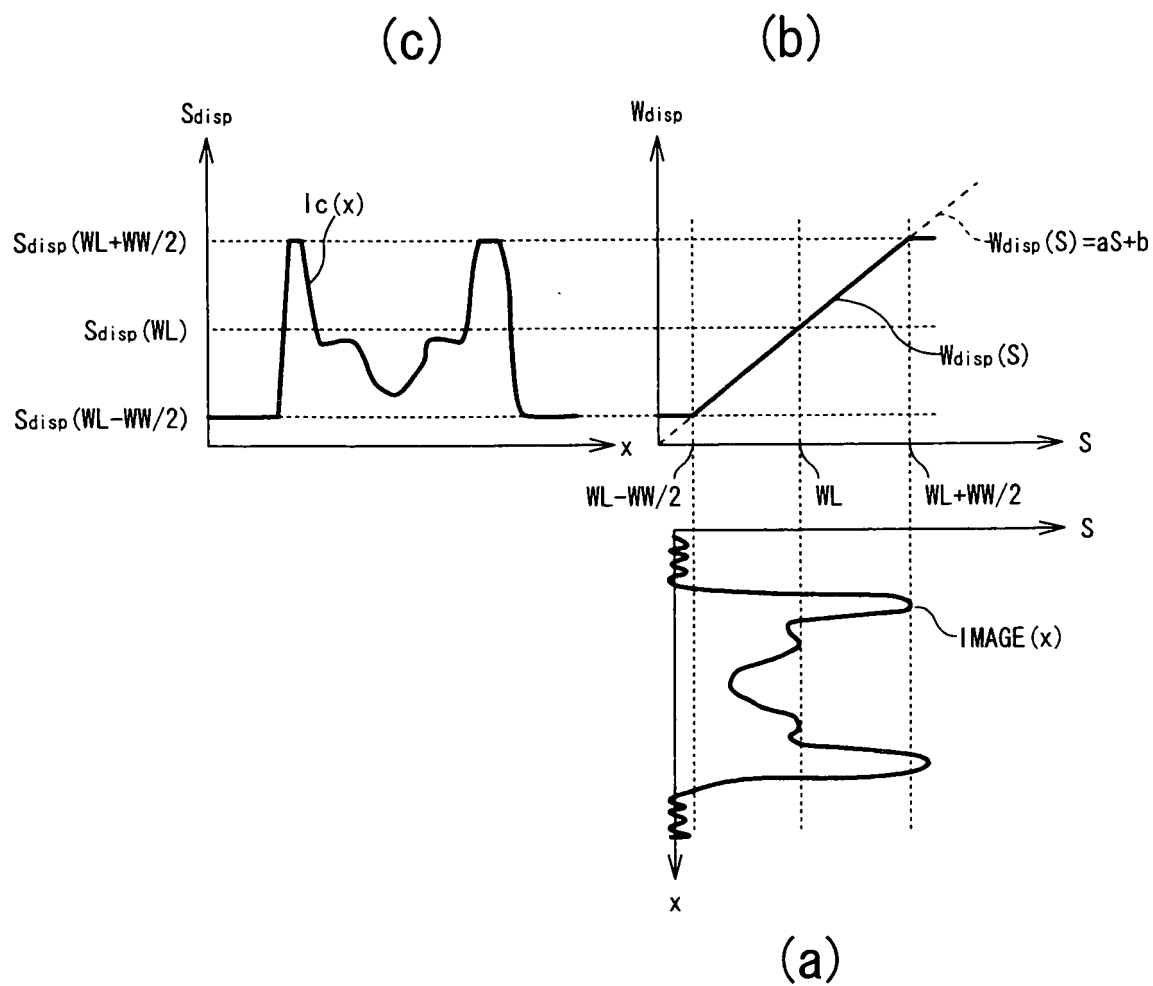 (c)
(b)
Sdisp
Wdisp
Ic(x)
Sdisp(WL+WW/2)
Wdisp(S)=aS+b
Sdisp(WL)
Wdisp(S)
Sdisp(WL-WW/2)
x
S
WL-WW/2
WL
WL+WW/2
S
IMAGE(x)
x
(a)